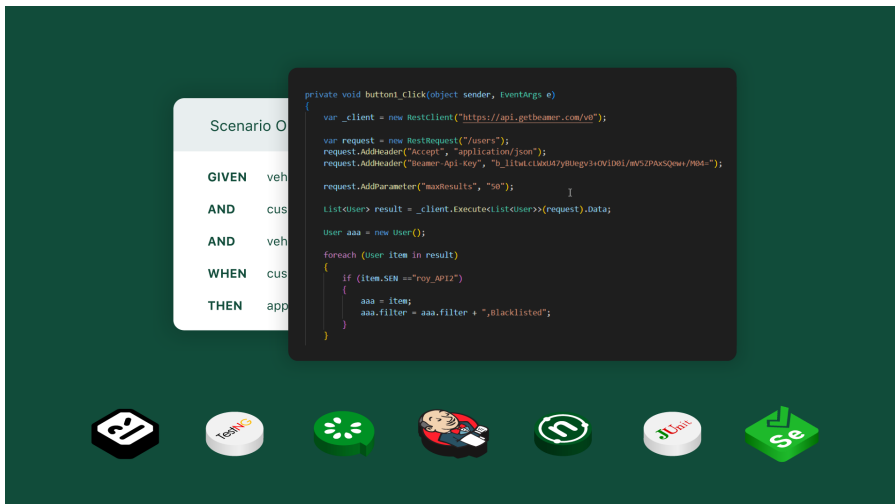 Scenario O
GIVEN veh
AND cus
AND veh
WHEN cus
THEN app
private void button1_Click(object sender, EventArgs e)
{
var _client = new RestClient("https://api.getbeamer.com/v0");
var request = new RestRequest("/users");
request.AddHeader("Accept", "application/json");
request.AddHeader("Beamer-Api-Key", "b_litwLcLWxU47yBUegv3+OViD0i/mV5ZPAxSQew+/M04=");
request.AddParameter("maxResults", "50");
List<User> result = _client.Execute<List<User>>(request).Data;
User aaa = new User();
foreach (User item in result)
{
if (item.SEN =="roy_API2")
{
aaa = item;
aaa.filter = aaa.filter + ",Blacklisted";
}
}
TestNG
n
JUnit
Se